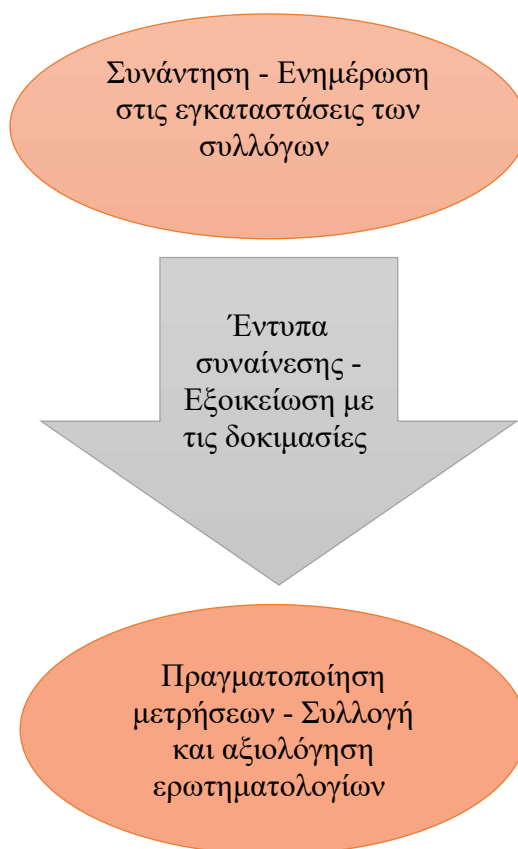 Συνάντηση - Ενημέρωση
στις εγκαταστάσεις των
συλλόγων
Έντυπα
συναίνεσης -
Εξοικείωση με
τις δοκιμασίες
Πραγματοποίηση
μετρήσεων - Συλλογή
και αξιολόγηση
ερωτηματολογίων